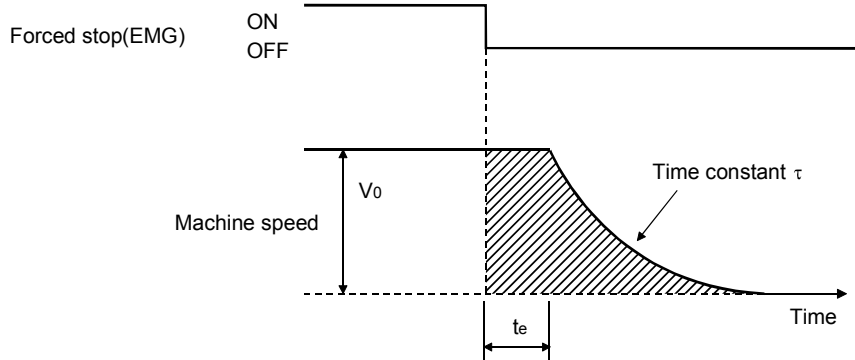 Forced stop(EMG)
ON
OFF
V0
Machine speed
Time constant τ
Time
te